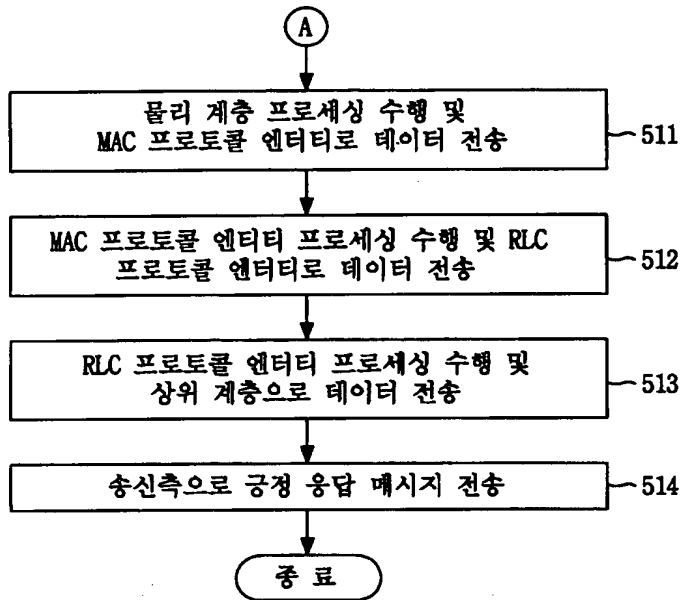 A
물리 계층 프로세싱 수행 및
MAC 프로토콜 엔터티로 데이터 전송
511
MAC 프로토콜 엔티티 프로세싱 수행 및 RLC
프로토콜 엔터티로 데이터 전송
512
RLC 프로토콜 엔터티 프로세싱 수행 및
상위 계층으로 데이터 전송
513
송신측으로 긍정 응답 메시지 전송
514
종 료